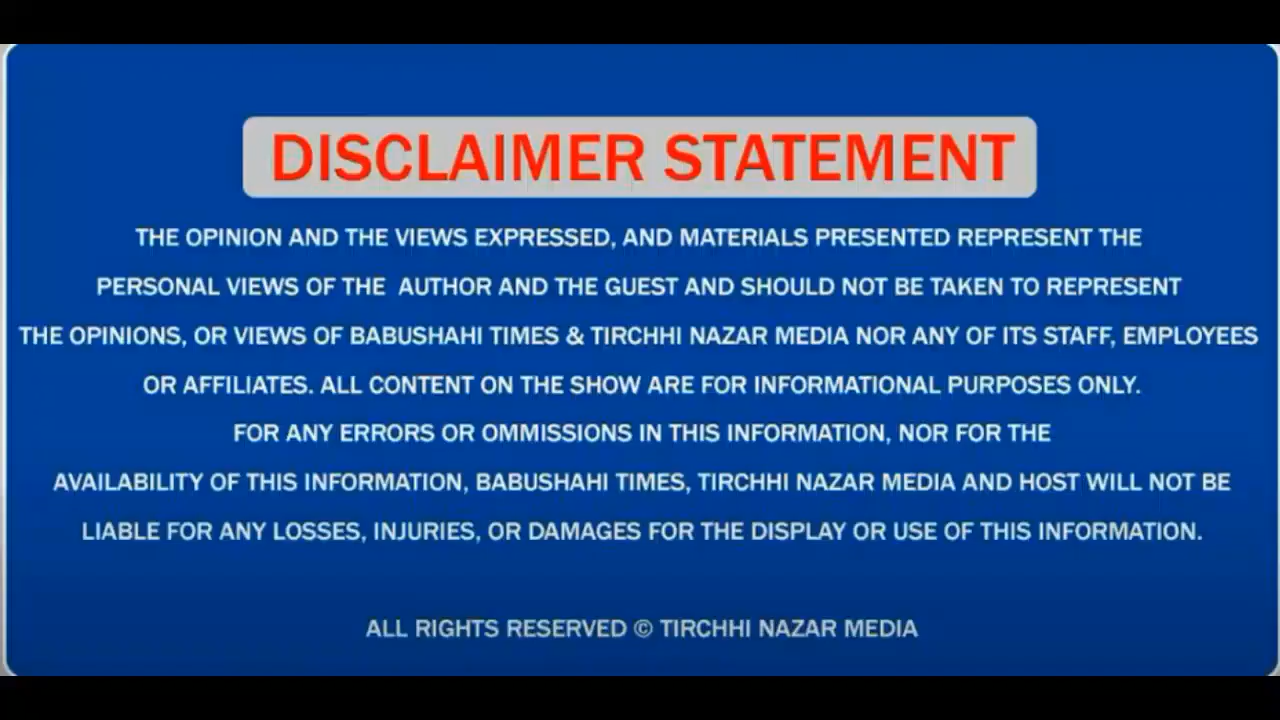 DISCLAIMER STATEMENT
THE OPINION AND THE VIEWS EXPRESSED, AND MATERIALS PRESENTED REPRESENT THE
PERSONAL VIEWS OF THE AUTHOR AND THE GUEST AND SHOULD NOT BE TAKEN TO REPRESENT
THE OPINIONS, OR VIEWS OF BABUSHAHI TIMES & TIRCHHI NAZAR MEDIA NOR ANY OF ITS STAFF, EMPLOYEES
OR AFFILIATES. ALL CONTENT ON THE SHOW ARE FOR INFORMATIONAL PURPOSES ONLY.
FOR ANY ERRORS OR OMMISSIONS IN THIS INFORMATION, NOR FOR THE
AVAILABILITY OF THIS INFORMATION, BABUSHAHI TIMES, TIRCHHI NAZAR MEDIA AND HOST WILL NOT BE
LIABLE FOR ANY LOSSES, INJURIES, OR DAMAGES FOR THE DISPLAY OR USE OF THIS INFORMATION.
ALL RIGHTS RESERVED © TIRCHHI NAZAR MEDIA